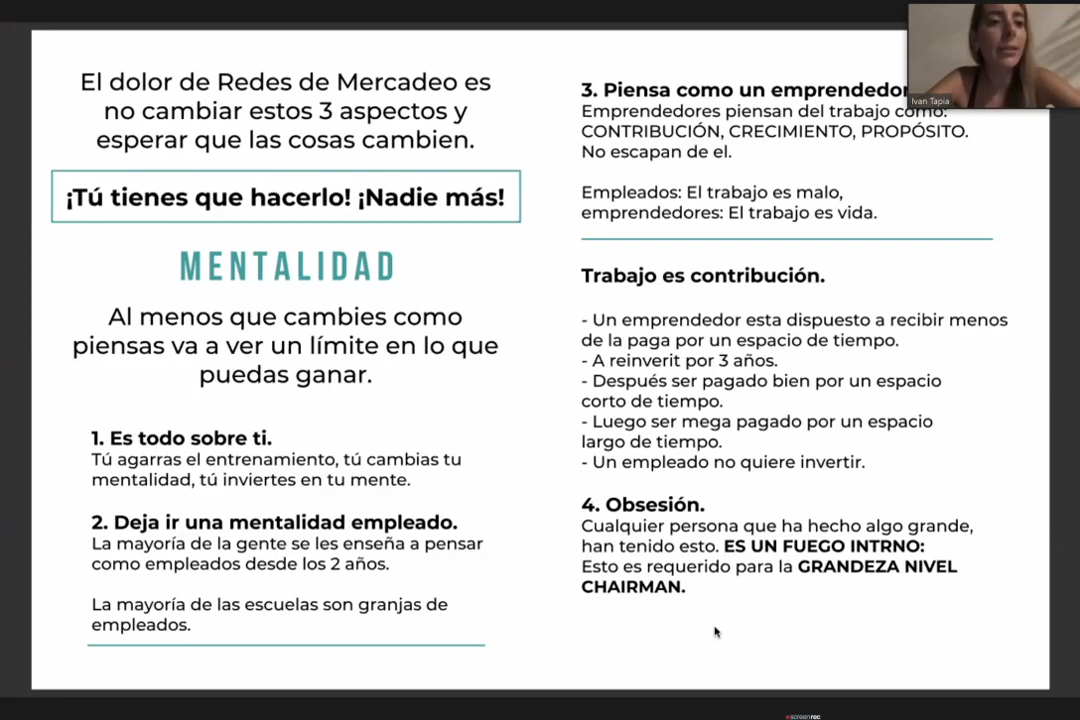 El dolor de Redes de Mercadeo es
no cambiar estos 3 aspectos y
esperar que las cosas cambien.
¡Tú tienes que hacerlo! ¡Nadie más!
MENTALIDAD
Al menos que cambies como
piensas va a ver un límite en lo que
puedas ganar.
1. Es todo sobre ti.
Tú agarras el entrenamiento, tú cambias tu
mentalidad, tú inviertes en tu mente.
2. Deja ir una mentalidad empleado.
La mayoría de la gente se les enseña a pensar
como empleados desde los 2 años.
La mayoría de las escuelas son granjas de
empleados.
3. Piensa como un emprendedor
Emprendedores piensan del trabajo como:
CONTRIBUCIÓN, CRECIMIENTO, PROPÓSITO.
No escapan de el.
Empleados: El trabajo es malo,
emprendedores: El trabajo es vida.
Trabajo es contribución.
- Un emprendedor esta dispuesto a recibir menos
de la paga por un espacio de tiempo.
- A reinverit por 3 años.
- Después ser pagado bien por un espacio
corto de tiempo.
- Luego ser mega pagado por un espacio
largo de tiempo.
- Un empleado no quiere invertir.
4. Obsesión.
Cualquier persona que ha hecho algo grande,
han tenido esto. ES UN FUEGO INTRNO:
Esto es requerido para la GRANDEZA NIVEL
CHAIRMAN.
Ivan Tapia
screenrec